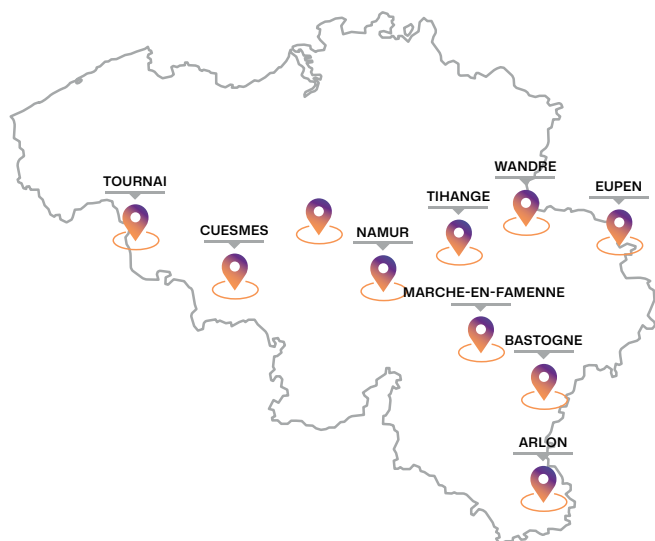 WANDRE
TOURNAI
EUPEN
TIHANGE
CUESMES
NAMUR
MARCHE-EN-FAMENNE
BASTOGNE
ARLON